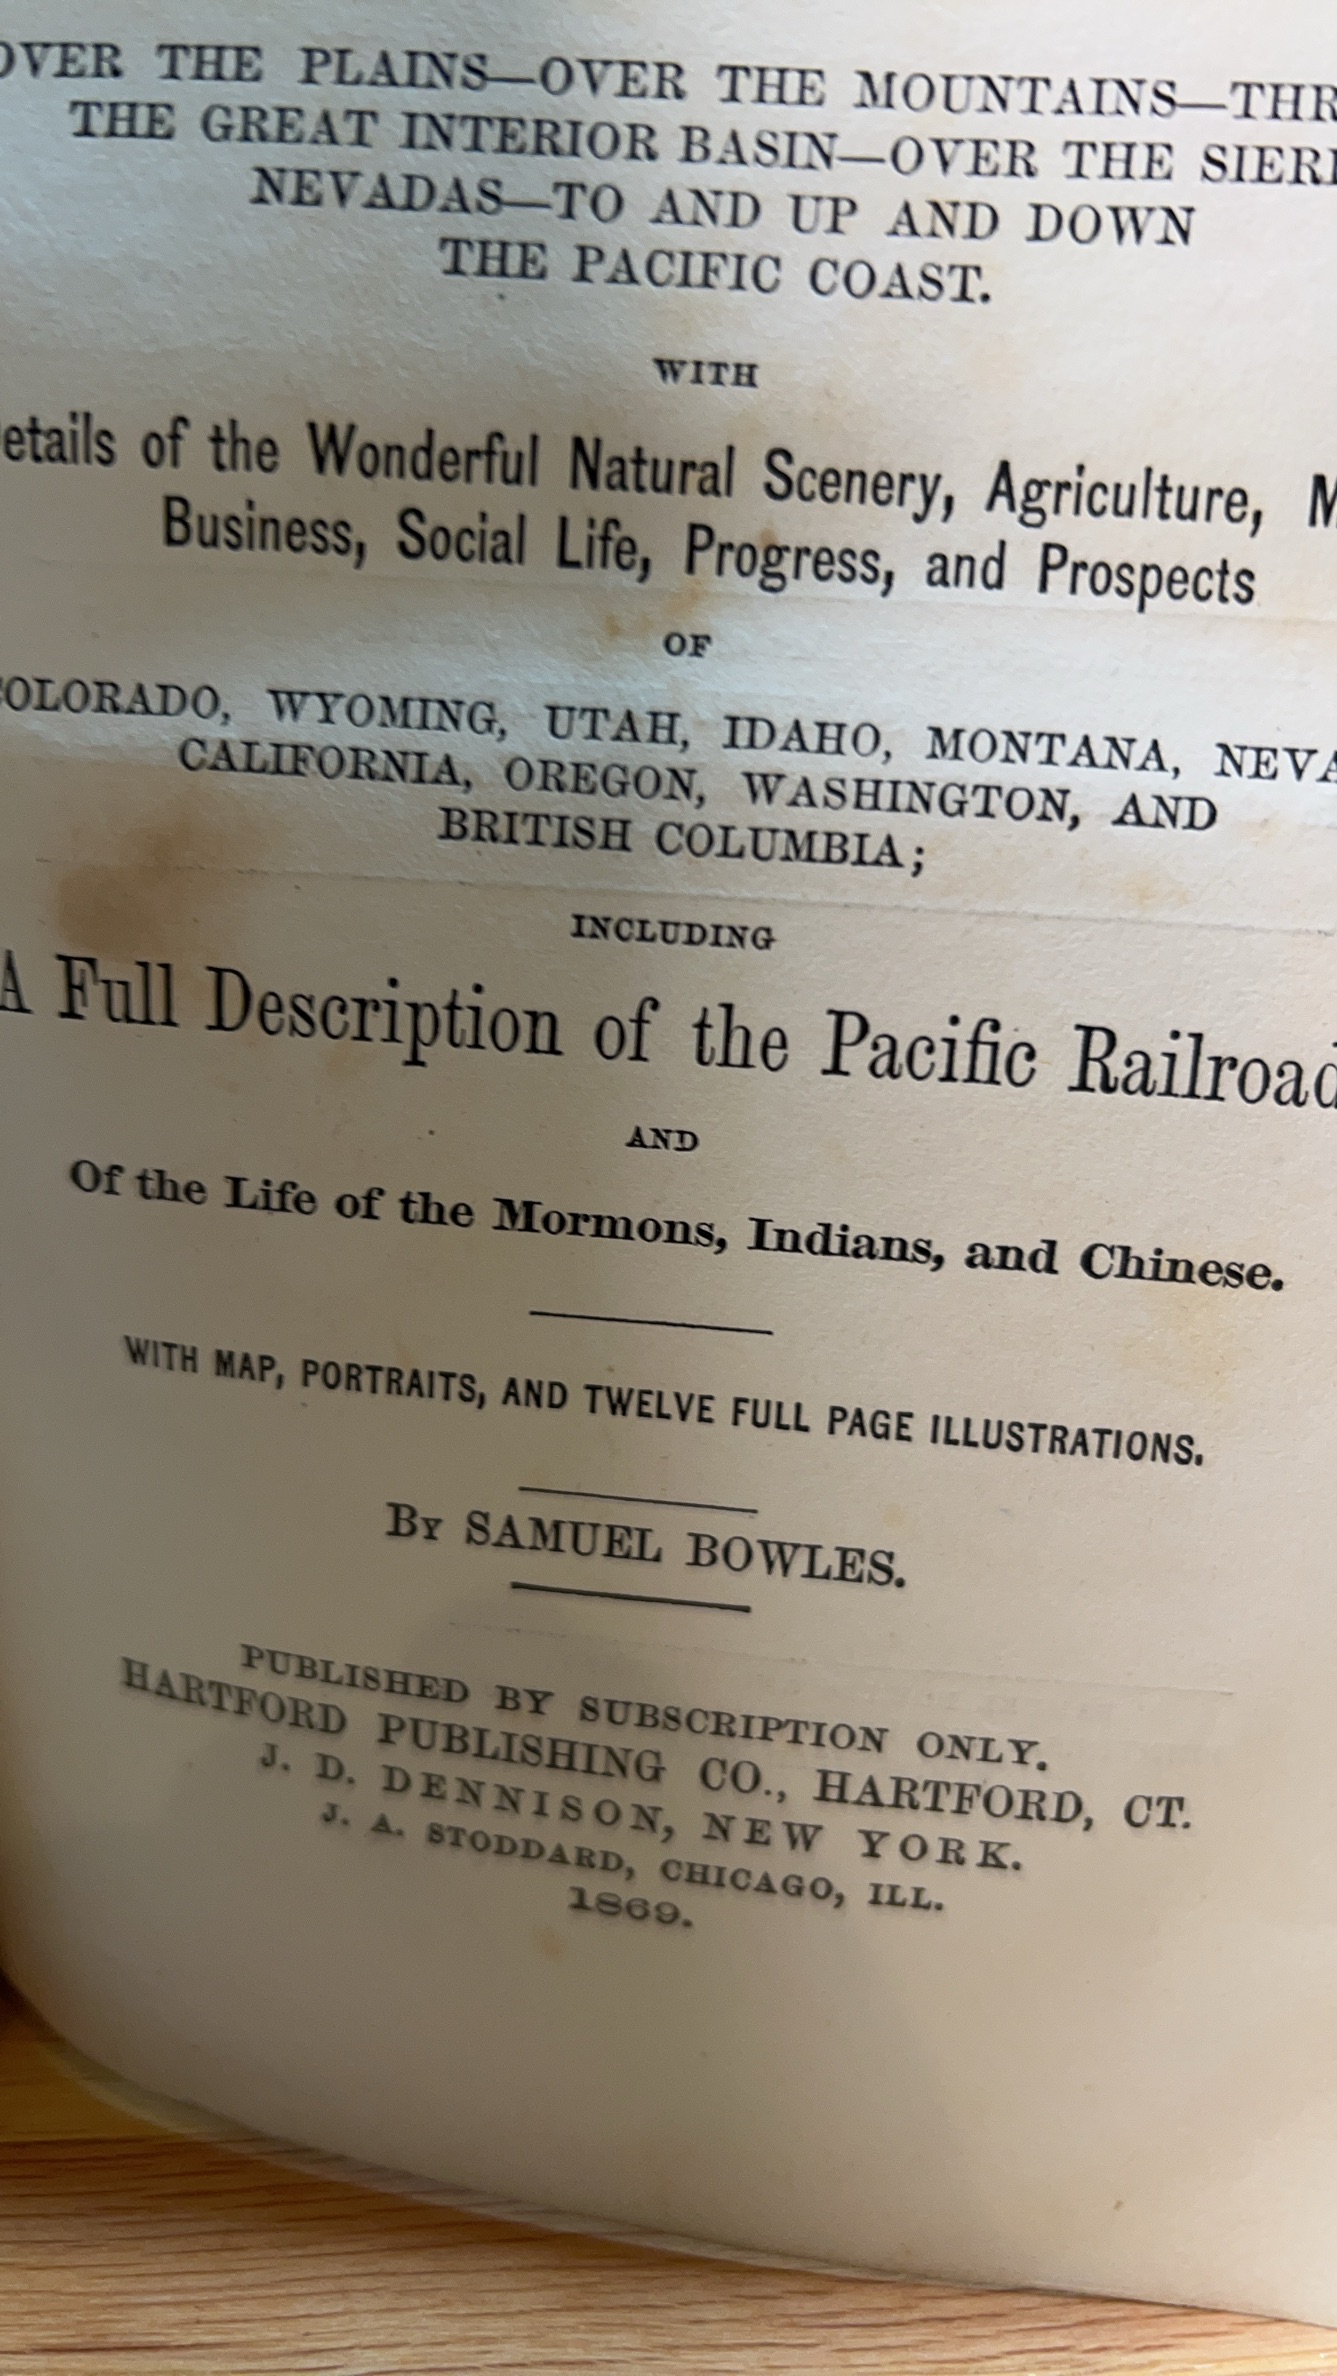 OVER THE PLAINS—OVER THE MOUNTAINS—THR
THE GREAT INTERIOR BASIN—OVER THE SIERR
NEVADAS—TO AND UP AND DOWN
THE PACIFIC COAST.
WITH
etails of the Wonderful Natural Scenery, Agriculture, M
Business, Social Life, Progress, and Prospects
OF
COLORADO, WYOMING, UTAH, IDAHO, MONTANA, NEVA
CALIFORNIA, OREGON, WASHINGTON, AND
BRITISH COLUMBIA;
INCLUDING
A Full Description of the Pacific Railroad
AND
Of the Life of the Mormons, Indians, and Chinese.
WITH MAP, PORTRAITS, AND TWELVE FULL PAGE ILLUSTRATIONS.
By SAMUEL BOWLES.
PUBLISHED BY SUBSCRIPTION ONLY.
HARTFORD PUBLISHING CO., HARTFORD, CT.
J. D. DENNISON, NEW YORK.
J. A. STODDARD, CHICAGO, ILL.
1869.